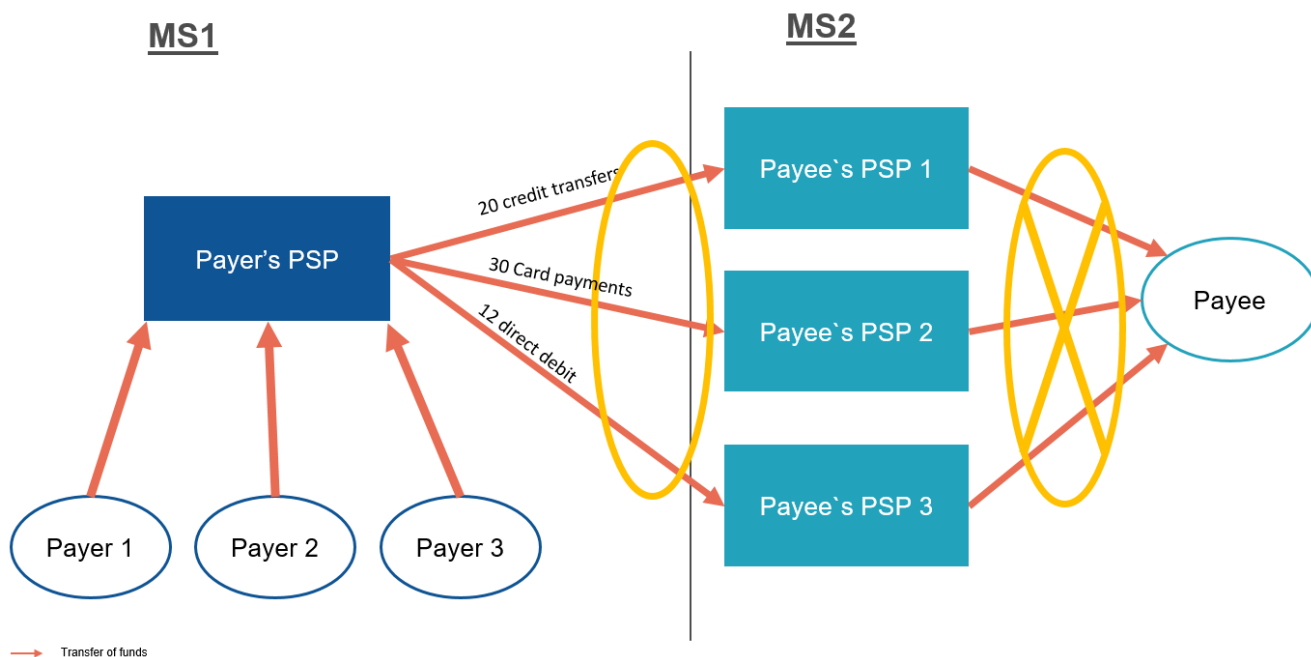 MS1
MS2
20 credit transfers
Payee`s PSP 1
Payer’s PSP
30 Card payments
Payee`s PSP 2
Payee
12 direct debit
Payee`s PSP 3
Payer 1
Payer 2
Payer 3
Transfer of funds